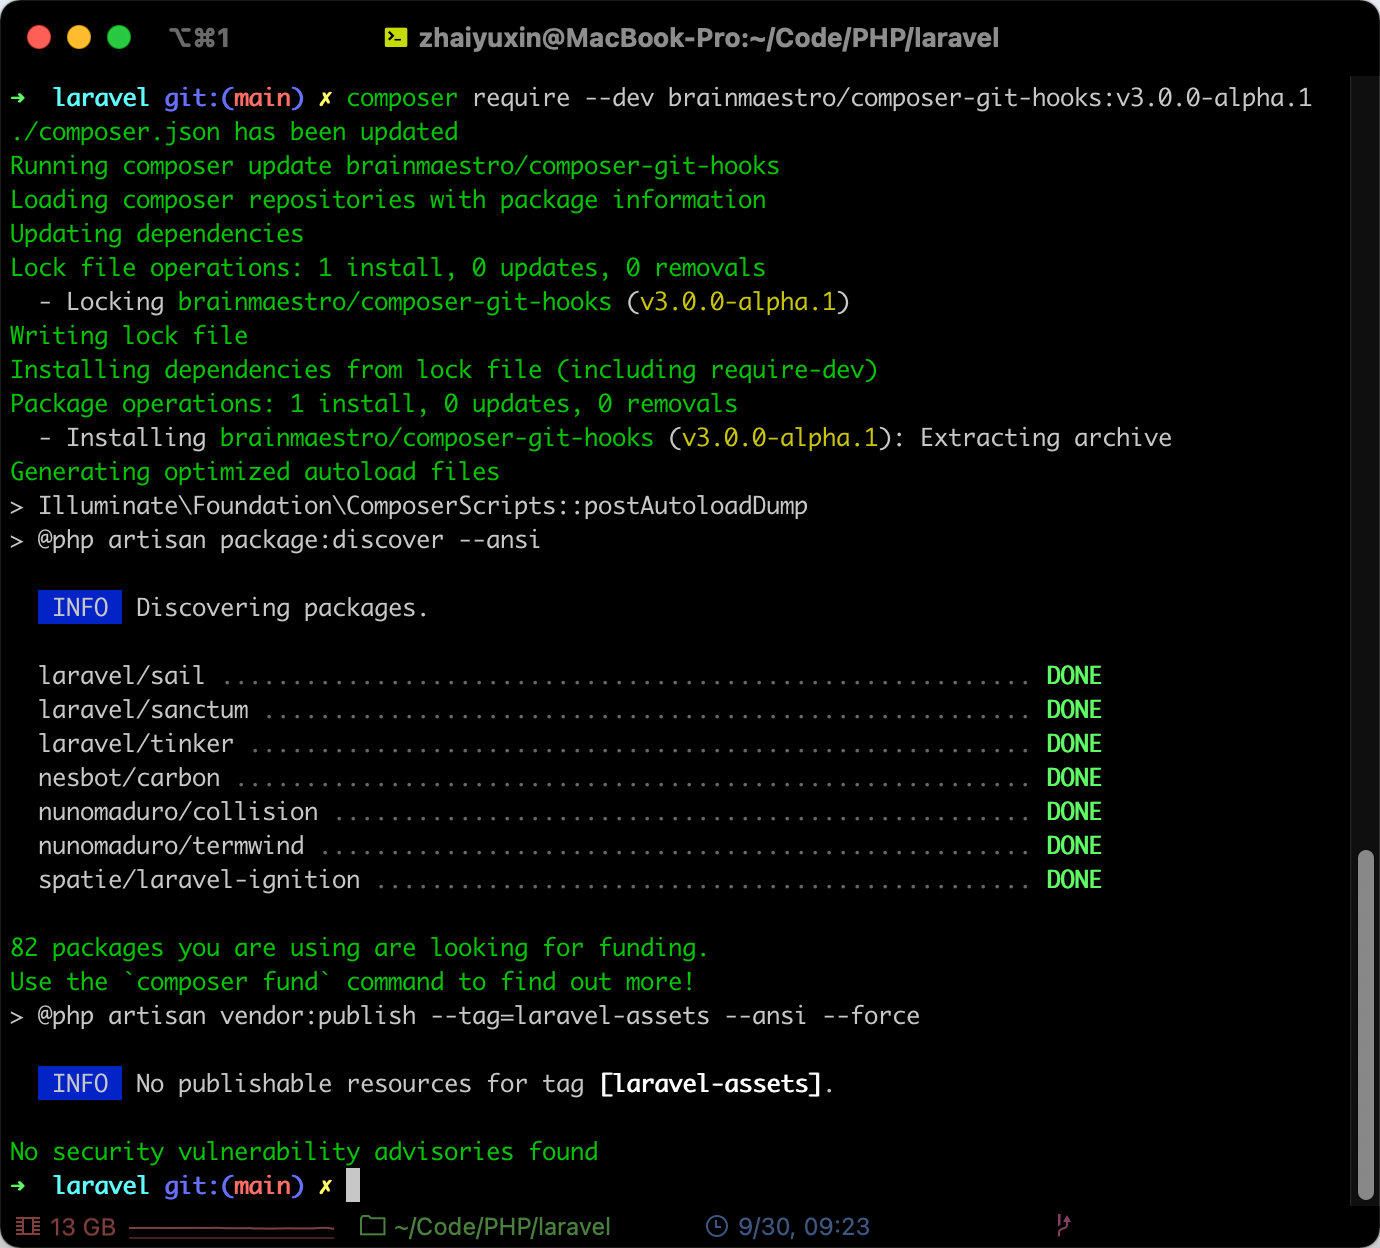 ⌥⌘1
zhaiyuxin@MacBook-Pro:~/Code/PHP/laravel
➜  laravel git:(main) ✗ composer require --dev brainmaestro/composer-git-hooks:v3.0.0-alpha.1
./composer.json has been updated
Running composer update brainmaestro/composer-git-hooks
Loading composer repositories with package information
Updating dependencies
Lock file operations: 1 install, 0 updates, 0 removals
  - Locking brainmaestro/composer-git-hooks (v3.0.0-alpha.1)
Writing lock file
Installing dependencies from lock file (including require-dev)
Package operations: 1 install, 0 updates, 0 removals
  - Installing brainmaestro/composer-git-hooks (v3.0.0-alpha.1): Extracting archive
Generating optimized autoload files
> Illuminate\Foundation\ComposerScripts::postAutoloadDump
> @php artisan package:discover --ansi
   INFO  Discovering packages.
  laravel/sail .......................................................... DONE
  laravel/sanctum ....................................................... DONE
  laravel/tinker ........................................................ DONE
  nesbot/carbon ......................................................... DONE
  nunomaduro/collision .................................................. DONE
  nunomaduro/termwind ................................................... DONE
  spatie/laravel-ignition ............................................... DONE
82 packages you are using are looking for funding.
Use the `composer fund` command to find out more!
> @php artisan vendor:publish --tag=laravel-assets --ansi --force
   INFO  No publishable resources for tag [laravel-assets].
No security vulnerability advisories found
➜  laravel git:(main) ✗
13 GB
~/Code/PHP/laravel
9/30, 09:23